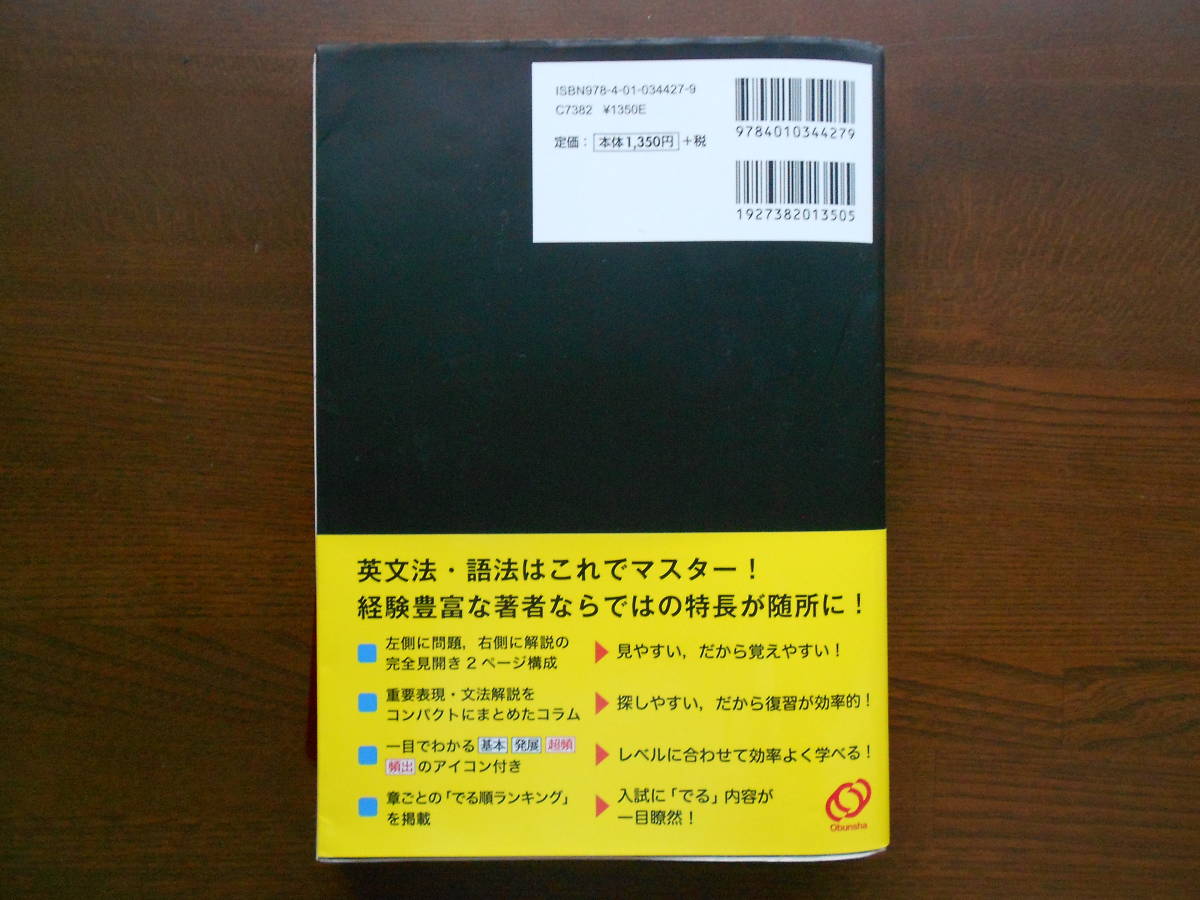 ISBN978-4-01-034427-9
C7382 ¥1350E
定価：本体1,350円＋税
9784010344279
1927382013505
英文法・語法はこれでマスター！
経験豊富な著者ならではの特長が随所に！
左側に問題，右側に解説の
完全見開き2ページ構成
見やすい，だから覚えやすい！
重要表現・文法解説を
コンパクトにまとめたコラム
探しやすい，だから復習が効率的！
一目でわかる 基本 発展 超頻
頻出 のアイコン付き
レベルに合わせて効率よく学べる！
章ごとの「でる順ランキング」
を掲載
入試に「でる」内容が
一目瞭然！
Obunsha